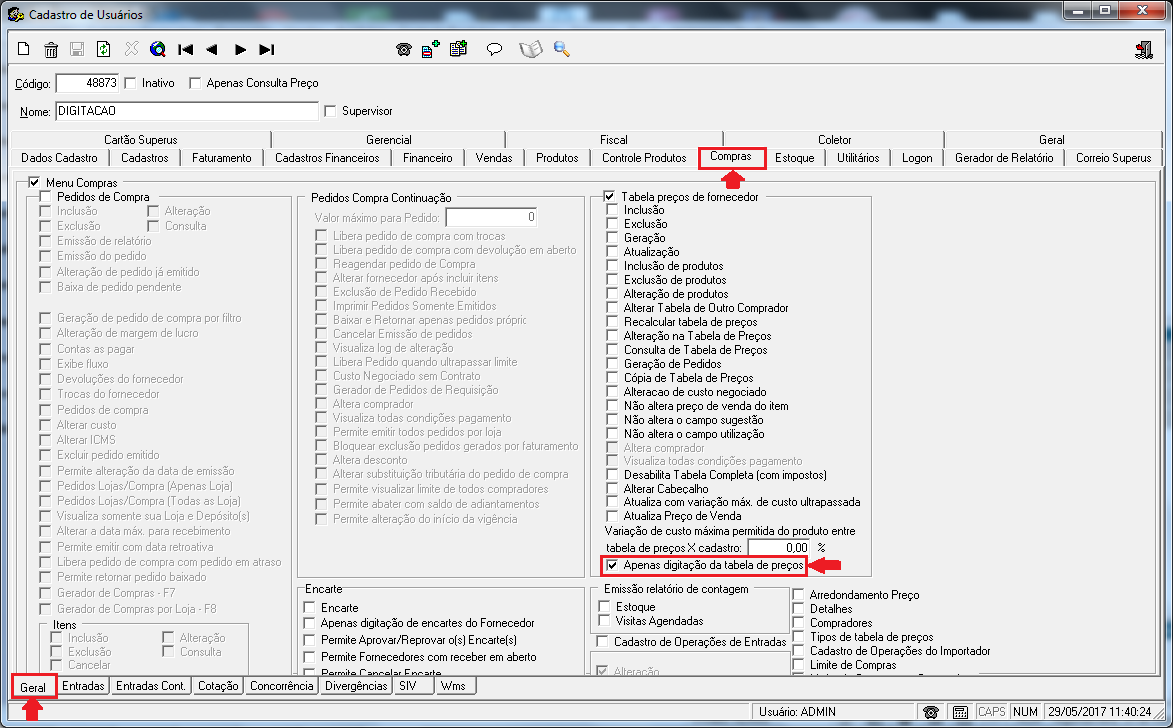 Cadastro de Usuários
Código: 48873 Inativo Apenas Consulta Preço
Nome: DIGITACAO Supervisor
Cartão Superus Gerencial Fiscal Coletor Geral
Dados Cadastro Cadastros Faturamento Cadastros Financeiros Financeiro Vendas Produtos Controle Produtos Compras Estoque Utilitários Logon Gerador de Relatório Correio Superus
Menu Compras
Pedidos de Compra
Inclusão Alteração
Exclusão Consulta
Emissão de relatório
Emissão do pedido
Alteração de pedido já emitido
Baixa de pedido pendente
Geração de pedido de compra por filtro
Alteração de margem de lucro
Contas as pagar
Exibe fluxo
Devoluções do fornecedor
Trocas do fornecedor
Pedidos de compra
Alterar custo
Alterar ICMS
Excluir pedido emitido
Permite alteração da data de emissão
Pedidos Lojas/Compra (Apenas Loja)
Pedidos Lojas/Compra (Todas as Loja)
Visualiza somente sua Loja e Depósito(s)
Alterar a data máx. para recebimento
Permite emitir com data retroativa
Libera pedido de compra com pedido em atraso
Permite retornar pedido baixado
Gerador de Compras - F7
Gerador de Compras por Loja - F8
Itens
Inclusão Alteração
Exclusão Consulta
Cancelar
Pedidos Compra Continuação
Valor máximo para Pedido: 0
Libera pedido de compra com trocas
Libera pedido de compra com devolução em aberto
Reagendar pedido de Compra
Alterar fornecedor após incluir itens
Exclusão de Pedido Recebido
Imprimir Pedidos Somente Emitidos
Baixar e Retornar apenas pedidos própric
Cancelar Emissão de pedidos
Visualiza log de alteração
Libera Pedido quando ultrapassar limite
Custo Negociado sem Contrato
Gerador de Pedidos de Requisição
Altera comprador
Visualiza todas condições pagamento
Permite emitir todos pedidos por loja
Bloquear exclusão pedidos gerados por faturamento
Altera desconto
Alterar substituição tributária do pedido de compra
Permite visualizar limite de todos compradores
Permite abater com saldo de adiantamentos
Permite alteração do início da vigência
Encarte
Encarte
Apenas digitação de encartes do Fornecedor
Permite Aprovar/Reprovar o(s) Encarte(s)
Permite Fornecedores com receber em aberto
Permite Cancelar Encarte
Tabela preços de fornecedor
Inclusão
Exclusão
Geração
Atualização
Inclusão de produtos
Exclusão de produtos
Alteração de produtos
Alterar Tabela de Outro Comprador
Recalcular tabela de preços
Alteração na Tabela de Preços
Consulta de Tabela de Preços
Geração de Pedidos
Cópia de Tabela de Preços
Alteracao de custo negociado
Não altera preço de venda do item
Não altera o campo sugestão
Não altera o campo utilização
Altera comprador
Visualiza todas condições pagamento
Desabilita Tabela Completa (com impostos)
Alterar Cabeçalho
Atualiza com variação máx. de custo ultrapassada
Atualiza Preço de Venda
Variação de custo máxima permitida do produto entre
tabela de preços X cadastro: 0,00 %
Apenas digitação da tabela de preços
Emissão relatório de contagem
Estoque
Visitas Agendadas
Cadastro de Operações de Entradas
Alteração
Arredondamento Preço
Detalhes
Compradores
Tipos de tabela de preços
Cadastro de Operações do Importador
Limite de Compras
Geral Entradas Entradas Cont. Cotação Concorrência Divergências SIV Wms
Usuário: ADMIN CAPS NUM 29/05/2017 11:40:24